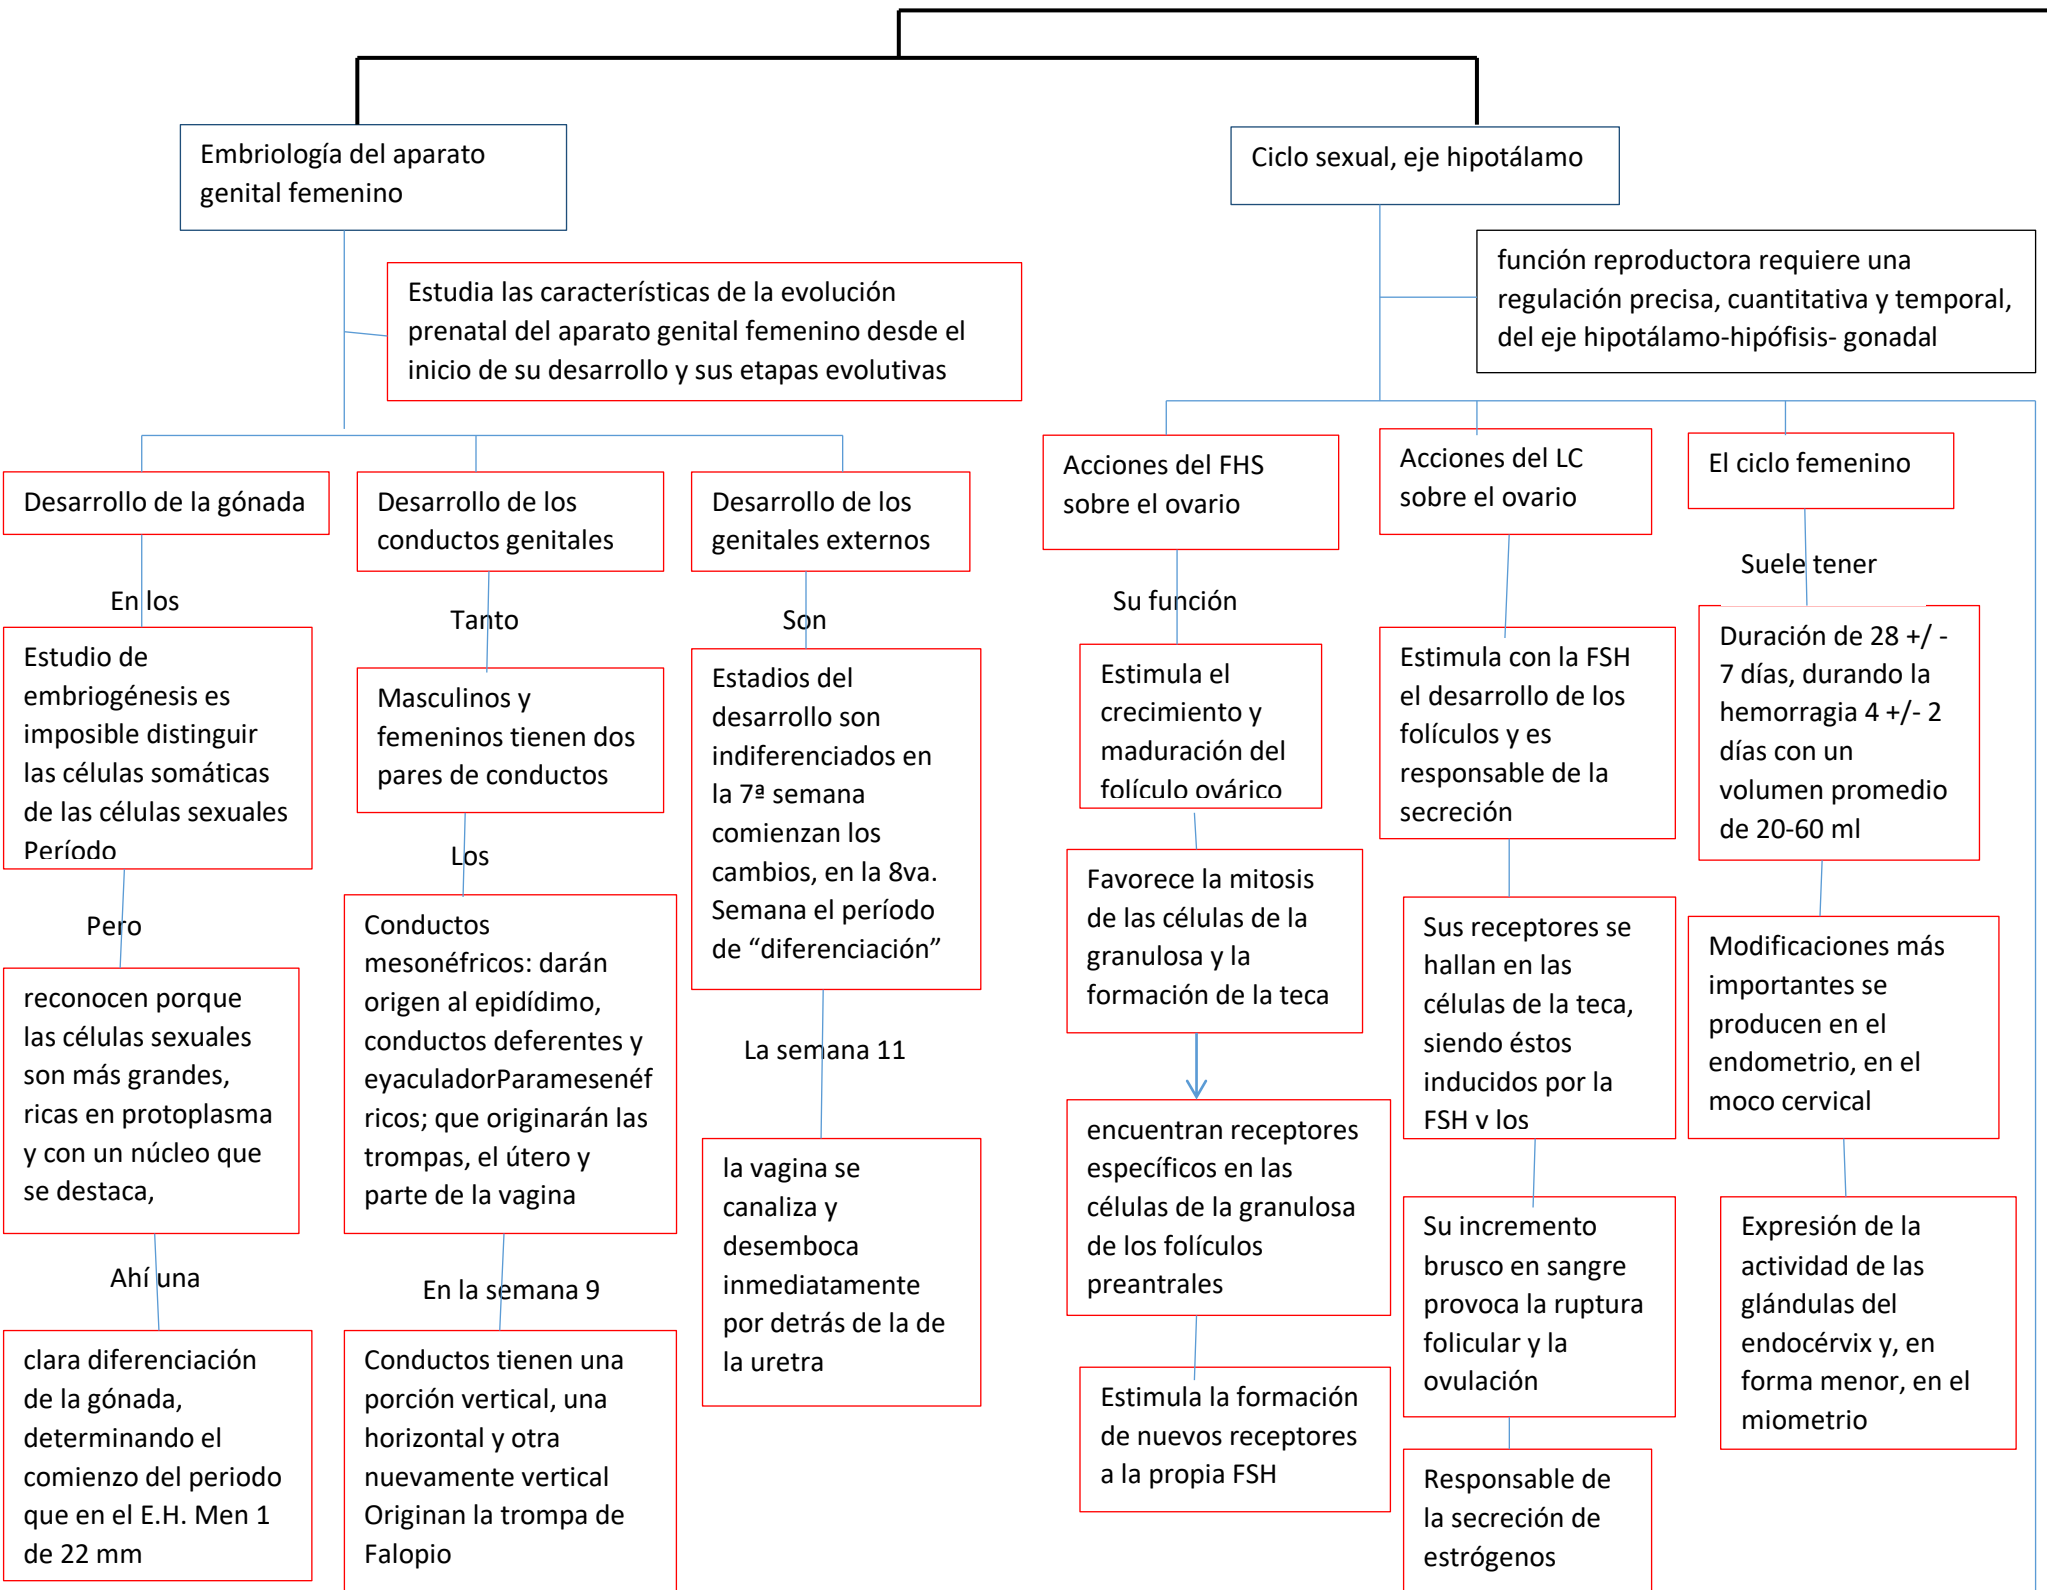 Embriología del aparato
genital femenino
Estudia las características de la evolución
prenatal del aparato genital femenino desde el
inicio de su desarrollo y sus etapas evolutivas
Desarrollo de la gónada
En los
Estudio de
embriogénesis es
imposible distinguir
las células somáticas
de las células sexuales
Período
Pero
reconocen porque
las células sexuales
son más grandes,
ricas en protoplasma
y con un núcleo que
se destaca,
Ahí una
clara diferenciación
de la gónada,
determinando el
comienzo del periodo
que en el E.H. Men 1
de 22 mm
Desarrollo de los
conductos genitales
Tanto
Masculinos y
femeninos tienen dos
pares de conductos
Los
Conductos
mesonéfricos: darán
origen al epidídimo,
conductos deferentes y
eyaculadorParamesenéf
ricos; que originarán las
trompas, el útero y
parte de la vagina
En la semana 9
Conductos tienen una
porción vertical, una
horizontal y otra
nuevamente vertical
Originan la trompa de
Falopio
Desarrollo de los
genitales externos
Son
Estadios del
desarrollo son
indiferenciados en
la 7ª semana
comienzan los
cambios, en la 8va.
Semana el período
de “diferenciación”
La semana 11
la vagina se
canaliza y
desemboca
inmediatamente
por detrás de la de
la uretra
Ciclo sexual, eje hipotálamo
función reproductora requiere una
regulación precisa, cuantitativa y temporal,
del eje hipotálamo-hipófisis- gonadal
Acciones del FHS
sobre el ovario
Su función
Estimula el
crecimiento y
maduración del
folículo ovárico
Favorece la mitosis
de las células de la
granulosa y la
formación de la teca
encuentran receptores
específicos en las
células de la granulosa
de los folículos
preantrales
Estimula la formación
de nuevos receptores
a la propia FSH
Acciones del LC
sobre el ovario
Estimula con la FSH
el desarrollo de los
folículos y es
responsable de la
secreción
Sus receptores se
hallan en las
células de la teca,
siendo éstos
inducidos por la
FSH y los
Su incremento
brusco en sangre
provoca la ruptura
folicular y la
ovulación
Responsable de
la secreción de
estrógenos
El ciclo femenino
Suele tener
Duración de 28 +/ -
7 días, durando la
hemorragia 4 +/- 2
días con un
volumen promedio
de 20-60 ml
Modificaciones más
importantes se
producen en el
endometrio, en el
moco cervical
Expresión de la
actividad de las
glándulas del
endocérvix y, en
forma menor, en el
miometrio